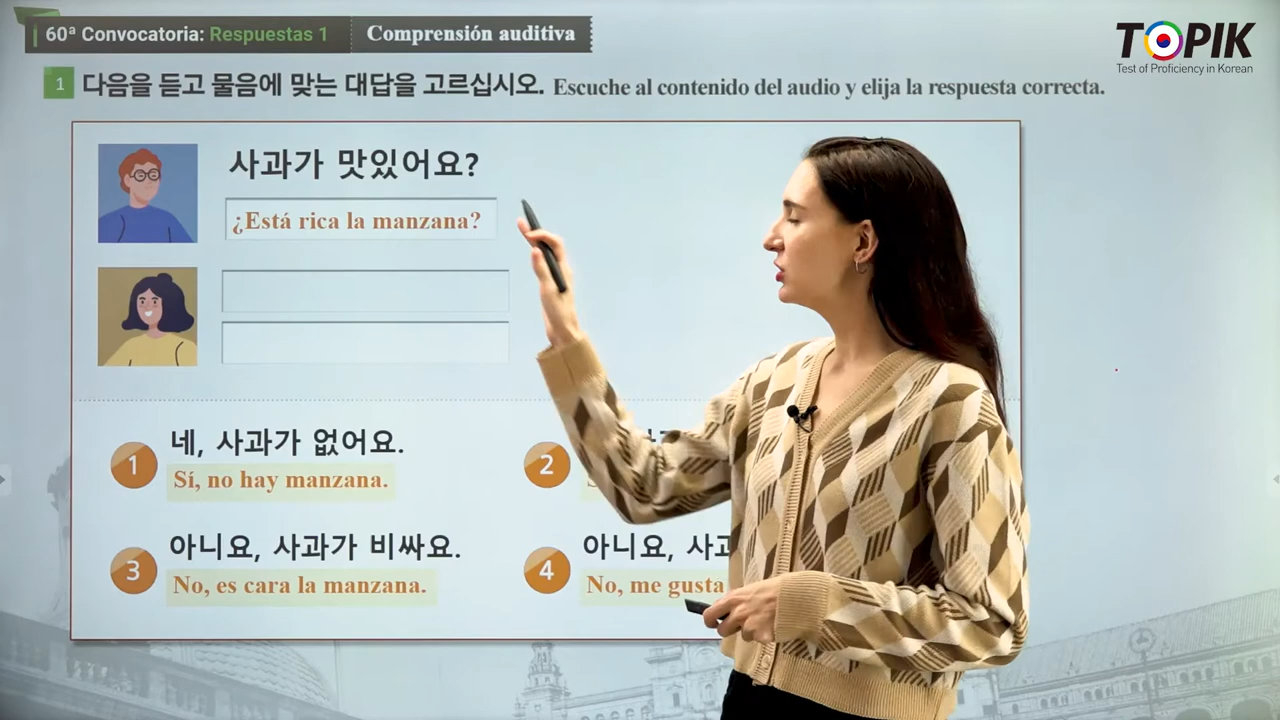 60ª Convocatoria: Respuestas 1 Comprensión auditiva
TOPIK
Test of Proficiency in Korean
1 다음을 듣고 물음에 맞는 대답을 고르십시오. Escuche al contenido del audio y elija la respuesta correcta.
사과가 맛있어요?
¿Está rica la manzana?
1 네, 사과가 없어요.
Sí, no hay manzana.
2
3 아니요, 사과가 비싸요.
No, es cara la manzana.
4 아니요,
No, me gusta